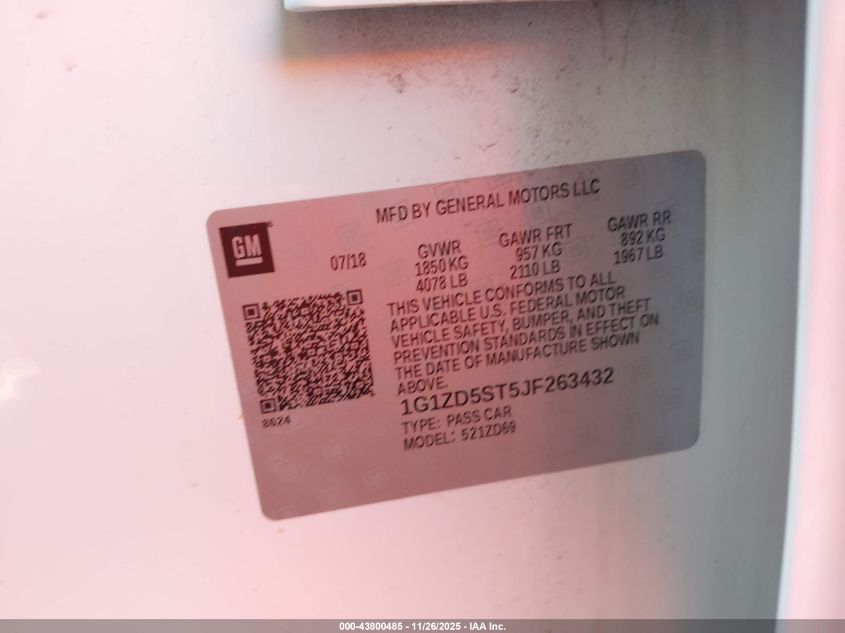 MFD BY GENERAL MOTORS LLC
GM
07/18
GVWR
1850 KG
4078 LB
GAWR FRT
957 KG
2110 LB
GAWR RR
892 KG
1967 LB
THIS VEHICLE CONFORMS TO ALL
APPLICABLE U.S. FEDERAL MOTOR
VEHICLE SAFETY, BUMPER, AND THEFT
PREVENTION STANDARDS IN EFFECT ON
THE DATE OF MANUFACTURE SHOWN
ABOVE.
1G1ZD5ST5JF263432
TYPE: PASS CAR
MODEL: 521ZD69
8624
000-43800485 - 11/26/2025 - IAA Inc.